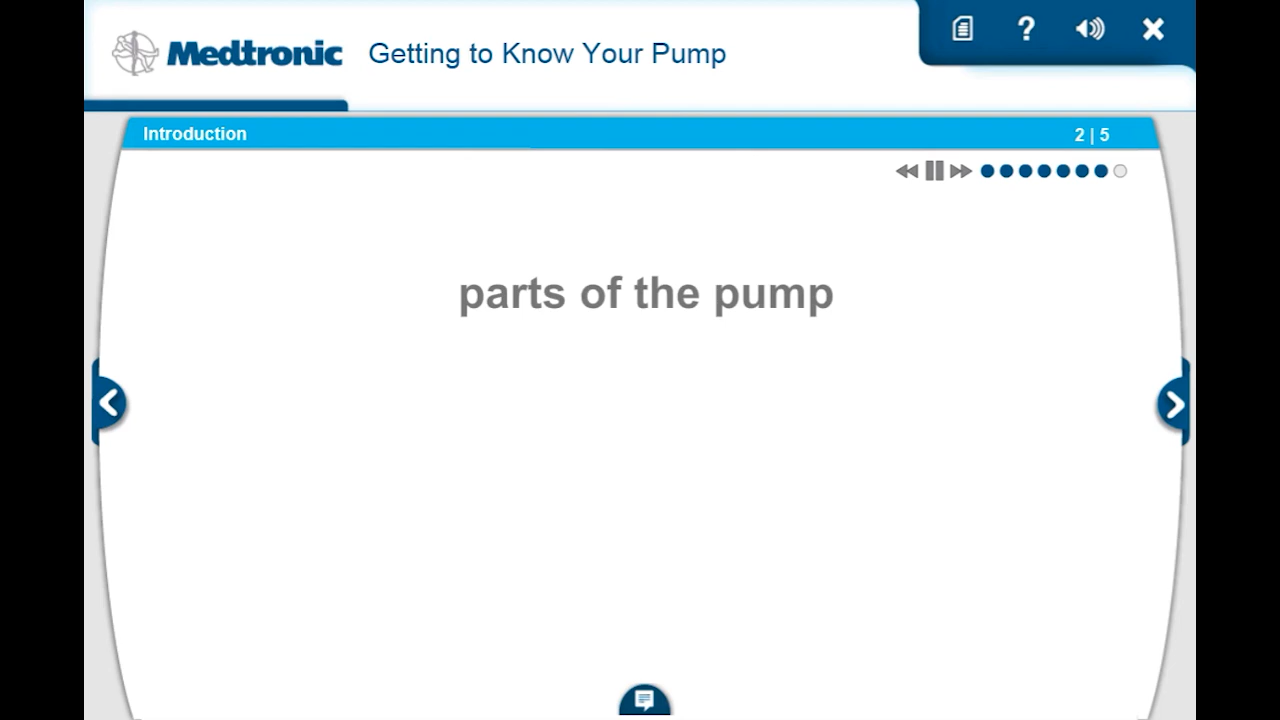 Medtronic
Getting to Know Your Pump
?
Introduction
2 | 5
parts of the pump